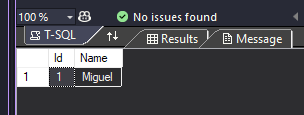 100 % No issues found
T-SQL Results Message
Id Name
1 1 Miguel